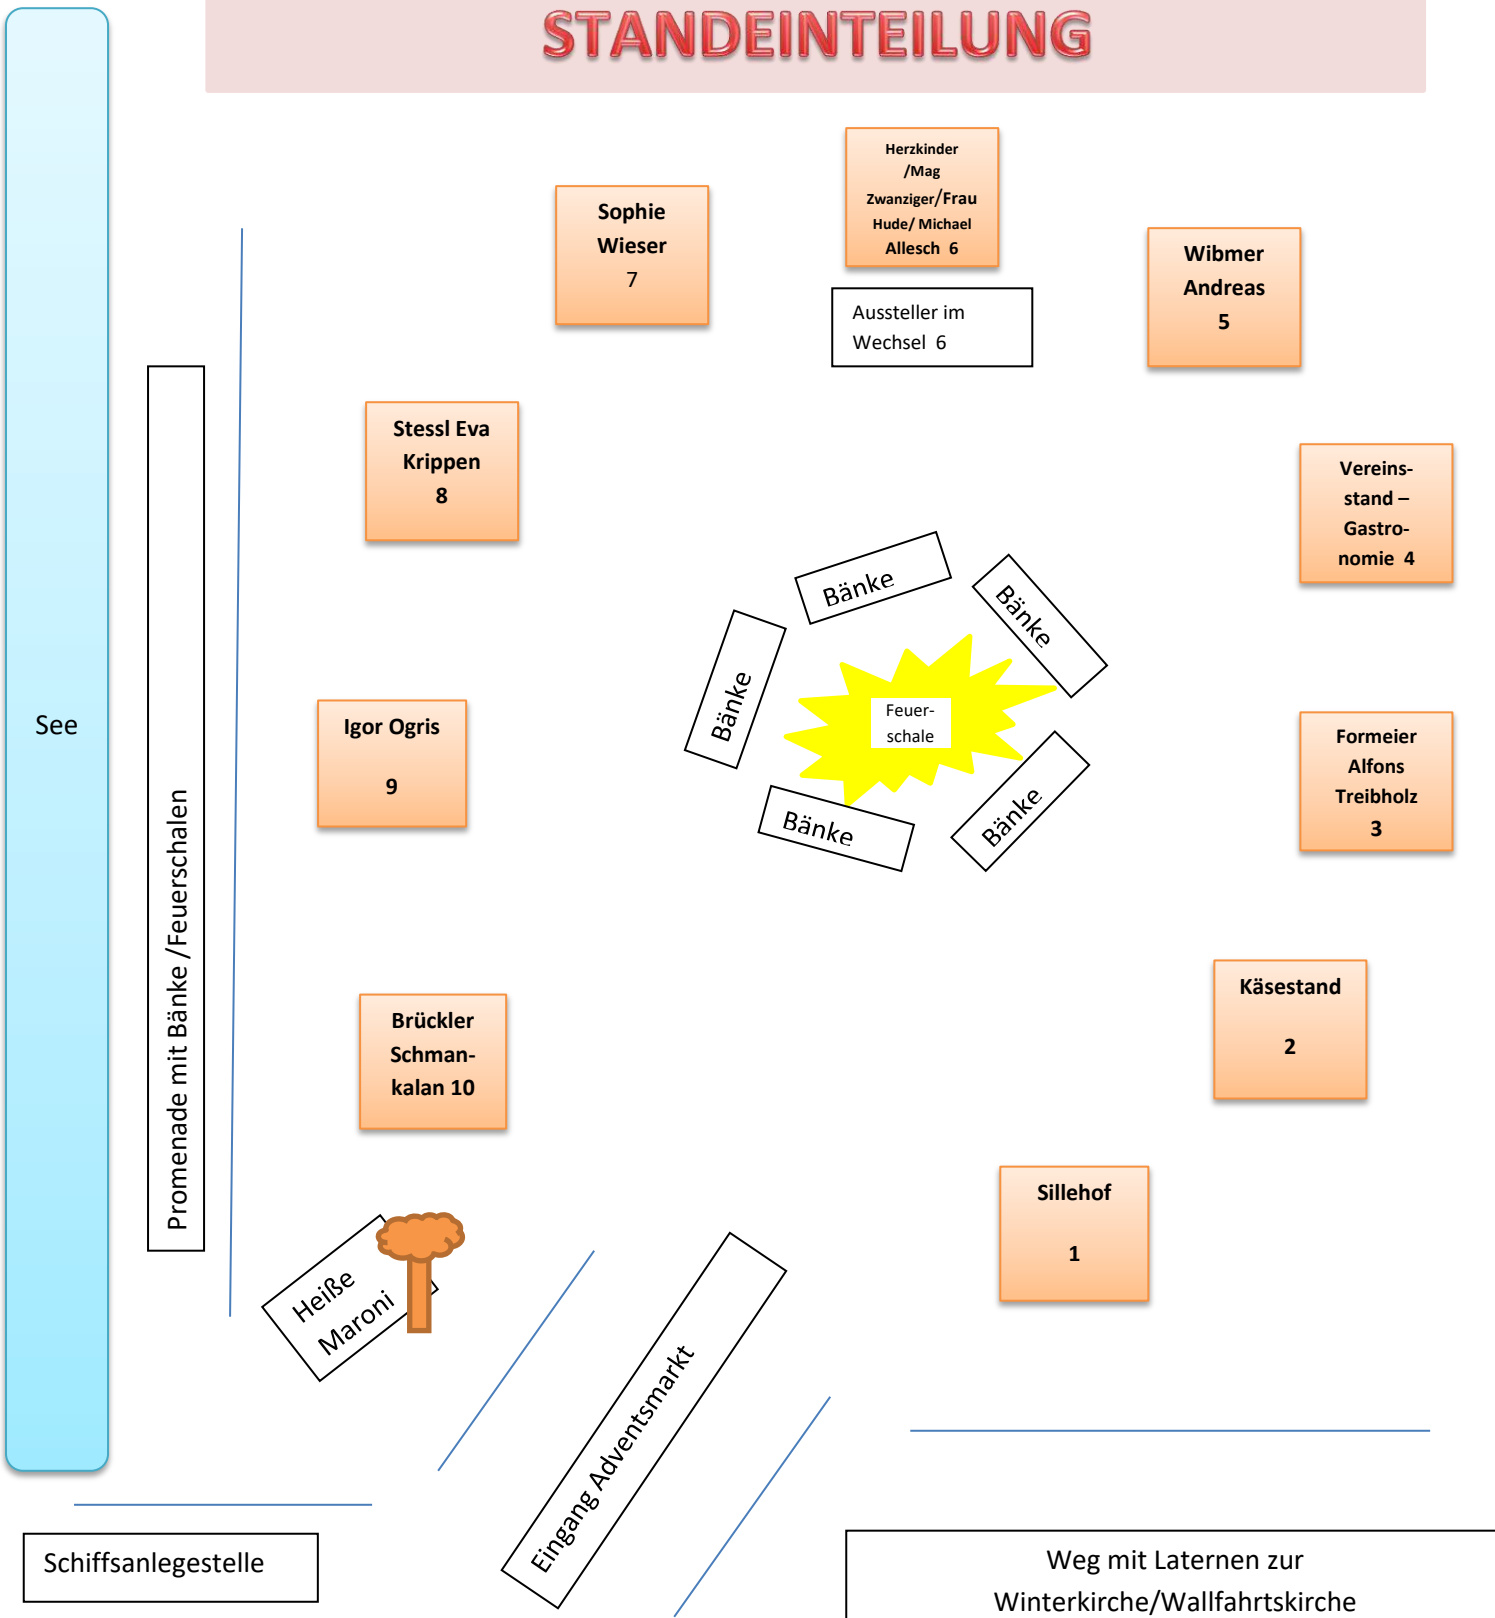 STANDEINTEILUNG
Herzkinder
/Mag
Zwanziger/Frau
Hude/ Michael
Allesch 6
Sophie
Wieser
7
Wibmer
Andreas
5
Aussteller im
Wechsel 6
Stessl Eva
Krippen
8
Vereins-
stand –
Gastro-
nomie 4
Bänke
Bänke
Bänke
Feuer-
schale
Bänke
Bänke
See
Promenade mit Bänke /Feuerschalen
Igor Ogris
9
Formeier
Alfons
Treibholz
3
Käsestand
2
Brückler
Schman-
kalan 10
Sillehof
1
Heiße
Maroni
Eingang Adventsmarkt
Schiffsanlegestelle
Weg mit Laternen zur
Winterkirche/Wallfahrtskirche